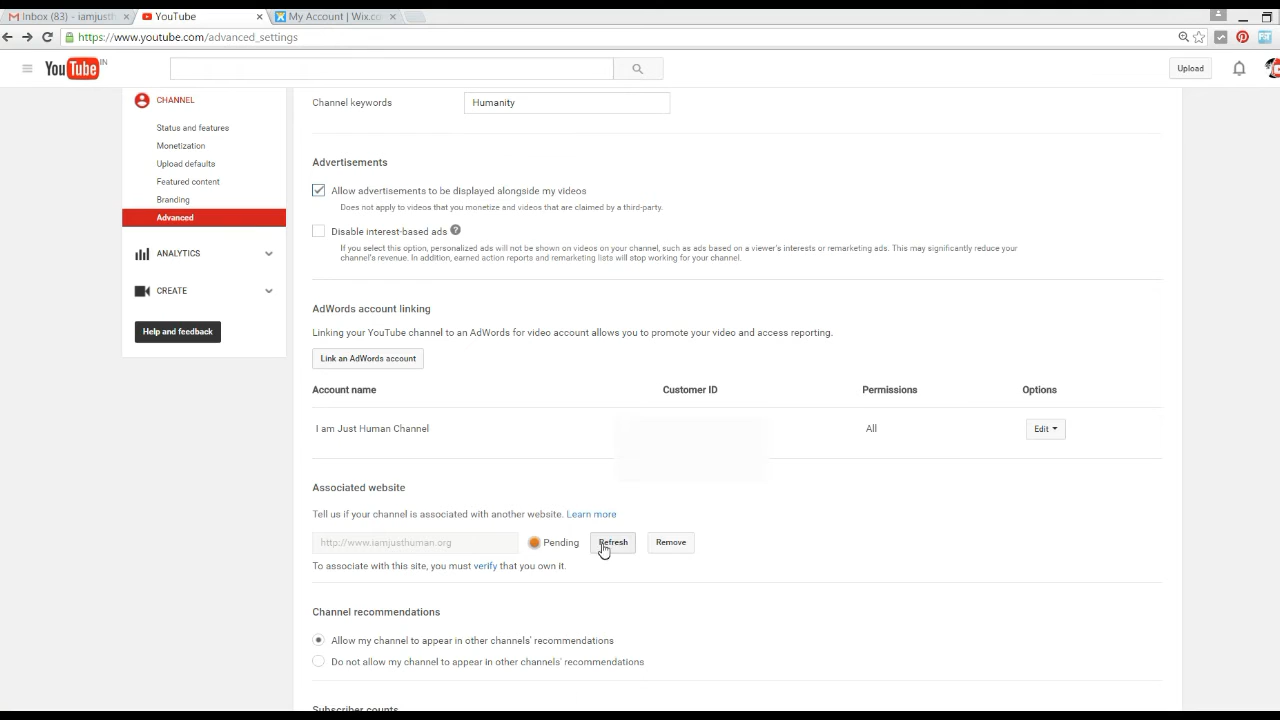 Inbox (83) - iamjusth
YouTube
My Account | Wix.co
https://www.youtube.com/advanced_settings
YouTube IN
Upload
CHANNEL
Status and features
Monetization
Upload defaults
Featured content
Branding
Advanced
ANALYTICS
CREATE
Help and feedback
Channel keywords
Humanity
Advertisements
Allow advertisements to be displayed alongside my videos
Does not apply to videos that you monetize and videos that are claimed by a third-party.
Disable interest-based ads ?
If you select this option, personalized ads will not be shown on videos on your channel, such as ads based on a viewer's interests or remarketing ads. This may significantly reduce your
channel's revenue. In addition, earned action reports and remarketing lists will stop working for your channel.
AdWords account linking
Linking your YouTube channel to an AdWords for video account allows you to promote your video and access reporting.
Link an AdWords account
Account name Customer ID Permissions Options
I am Just Human Channel All Edit
Associated website
Tell us if your channel is associated with another website. Learn more
http://www.iamjusthuman.org Pending Refresh Remove
To associate with this site, you must verify that you own it.
Channel recommendations
Allow my channel to appear in other channels' recommendations
Do not allow my channel to appear in other channels' recommendations
Subscriber counts